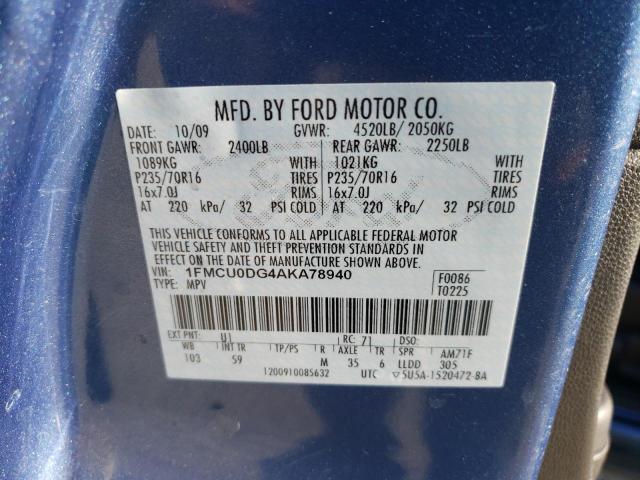 MFD. BY FORD MOTOR CO.
DATE: 10/09 GVWR: 4520LB/ 2050KG
FRONT GAWR: 2400LB REAR GAWR: 2250LB
1089KG WITH 1021KG WITH
P235/70R16 TIRES P235/70R16 TIRES
16x7.0J RIMS 16x7.0J RIMS
AT 220 kPa/ 32 PSI COLD AT 220 kPa/ 32 PSI COLD
THIS VEHICLE CONFORMS TO ALL APPLICABLE FEDERAL MOTOR
VEHICLE SAFETY AND THEFT PREVENTION STANDARDS IN
EFFECT ON THE DATE OF MANUFACTURE SHOWN ABOVE.
VIN: 1FMCU0DG4AKA78940 F0086
TYPE: MPV T0225
EXT PNT: U1 RC: 71 DSO:
WB INT TR TP/PS R AXLE TR SPR AM71F
103 59 M 35 6 LLDD 305
1200910085632 UTC ▽5U5A-1520472-BA